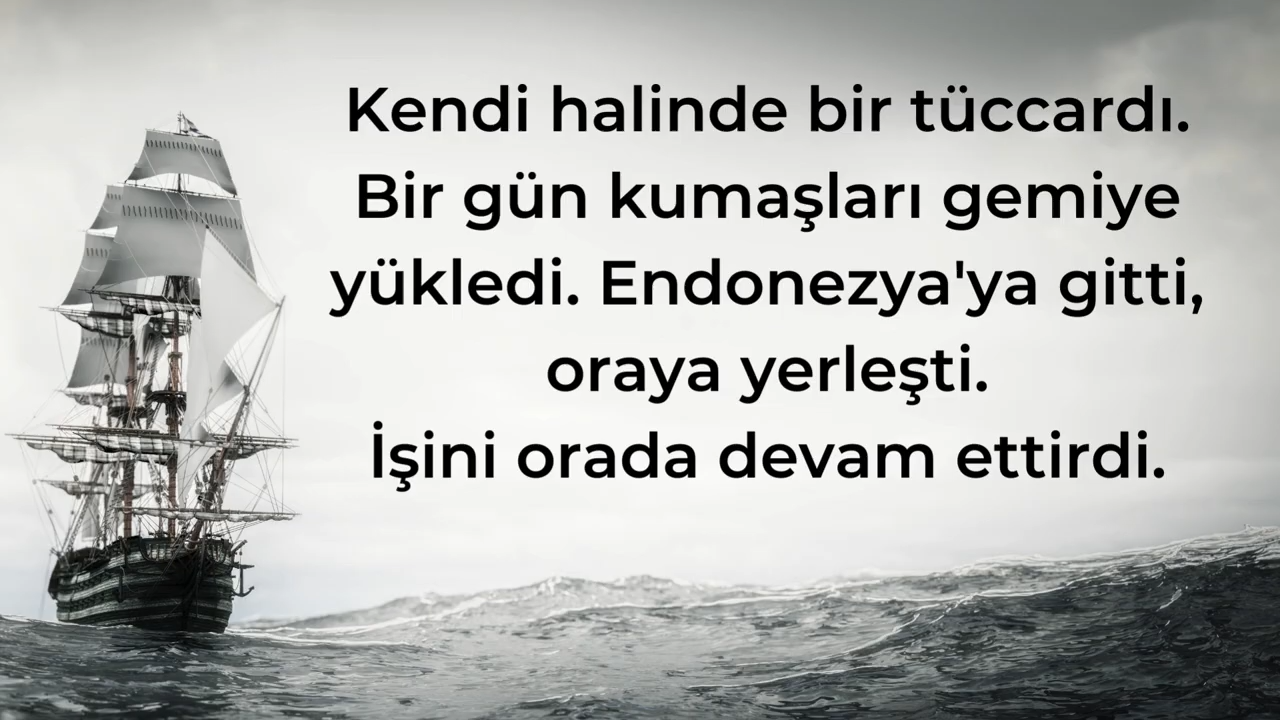 Kendi halinde bir tüccardı.
Bir gün kumaşları gemiye
yükledi. Endonezya'ya gitti,
oraya yerleşti.
İşini orada devam ettirdi.